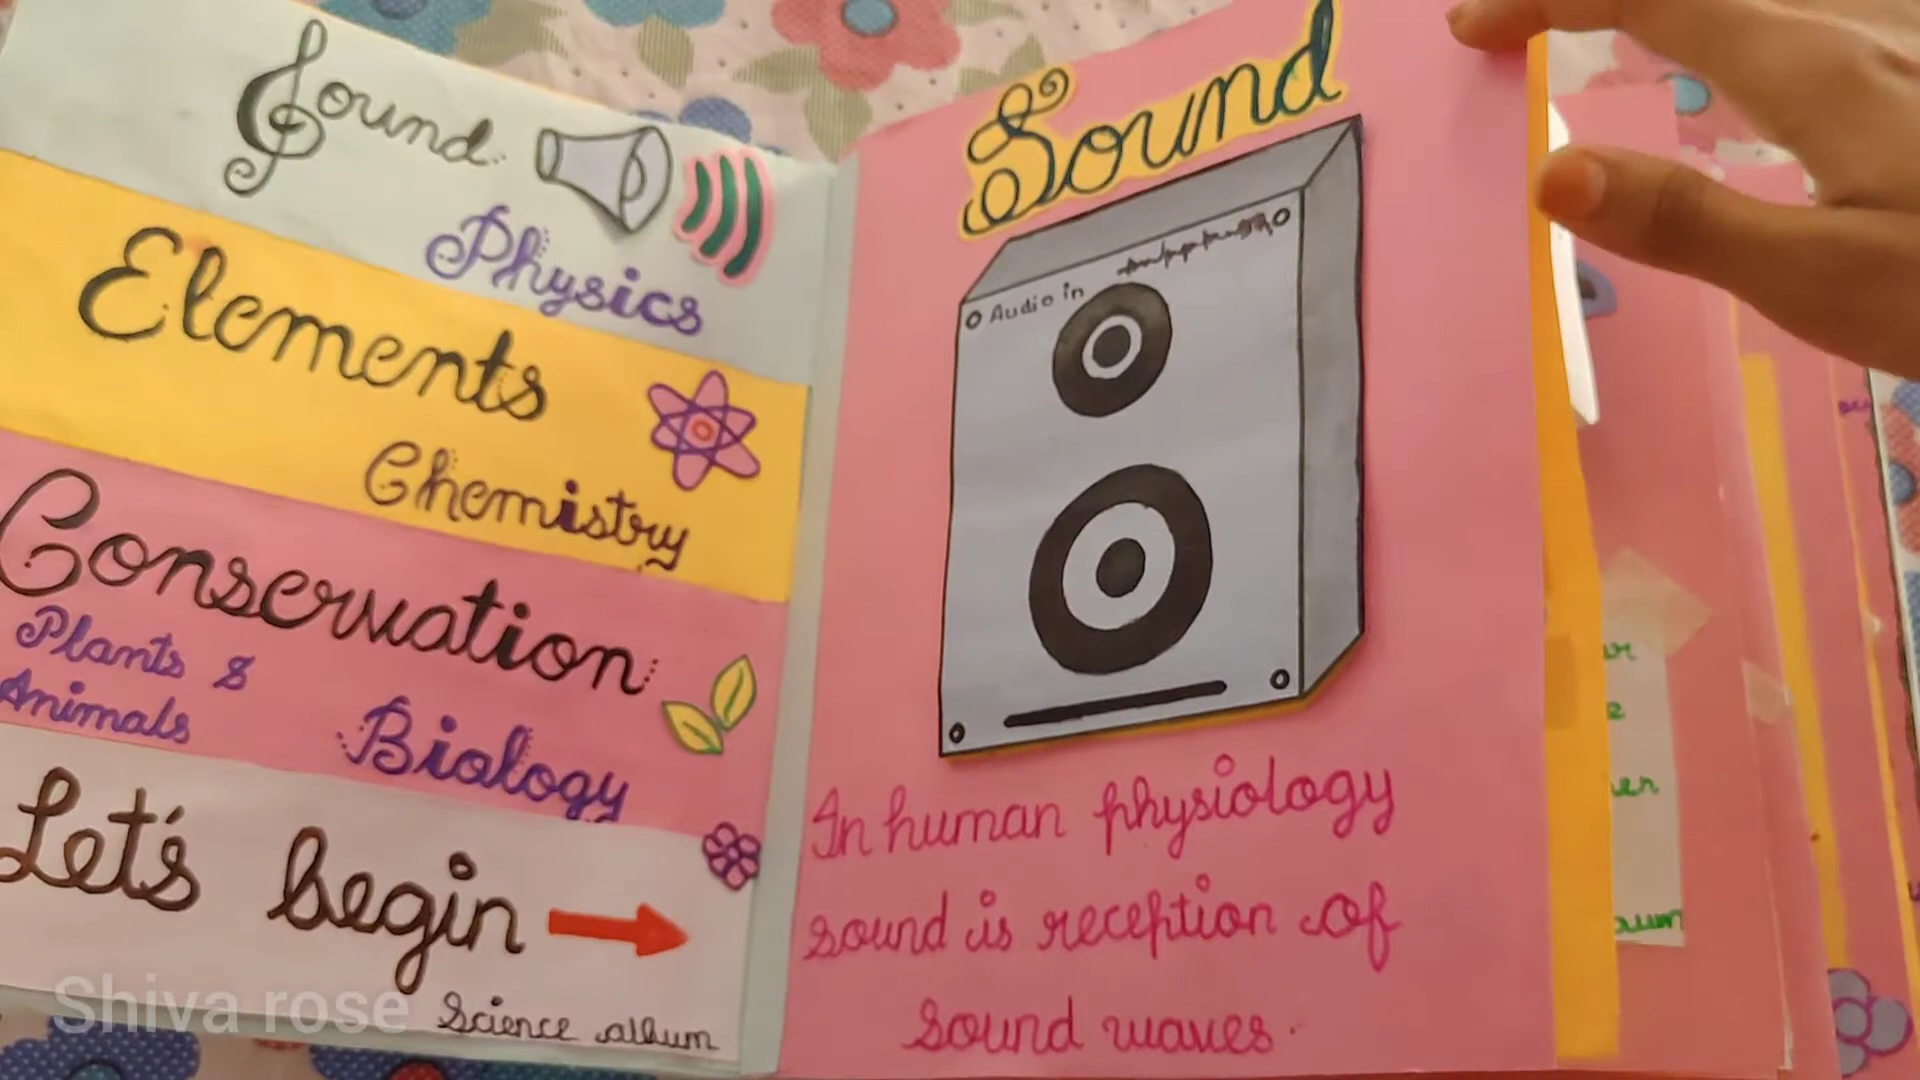 Sound
Physics
Elements
Chemistry
Conservation
Plants &
Animals
Biology
Let's begin
Science album
Shiva rose
Sound
Audio in
In human physiology
sound is reception of
sound waves.